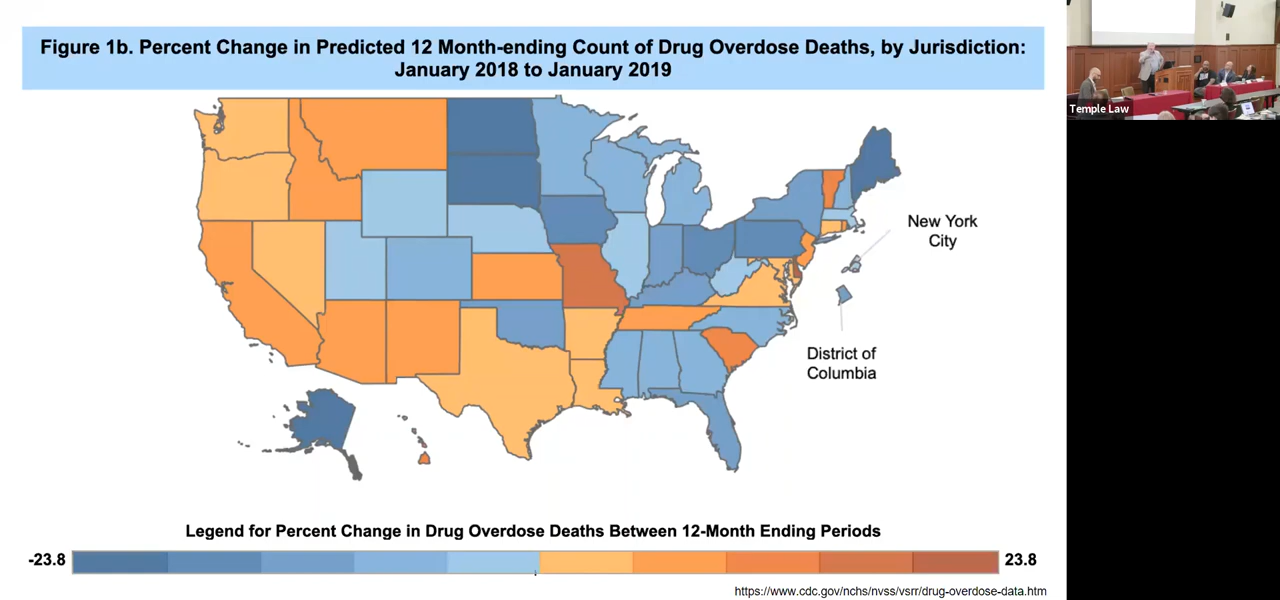 Figure 1b. Percent Change in Predicted 12 Month-ending Count of Drug Overdose Deaths, by Jurisdiction:
January 2018 to January 2019
Temple Law
New York
City
District of
Columbia
Legend for Percent Change in Drug Overdose Deaths Between 12-Month Ending Periods
-23.8
23.8
https://www.cdc.gov/nchs/nvss/vsrr/drug-overdose-data.htm